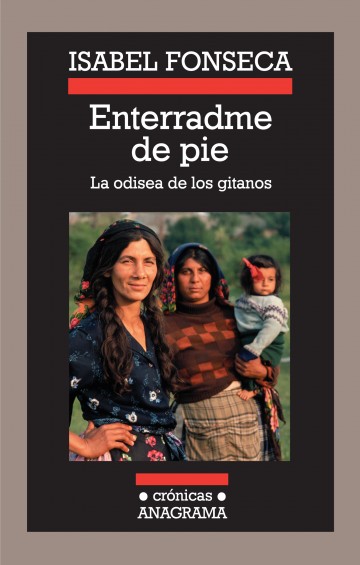 ISABEL FONSECA
Enterradme
de pie
La odisea de los gitanos
• crónicas •
ANAGRAMA